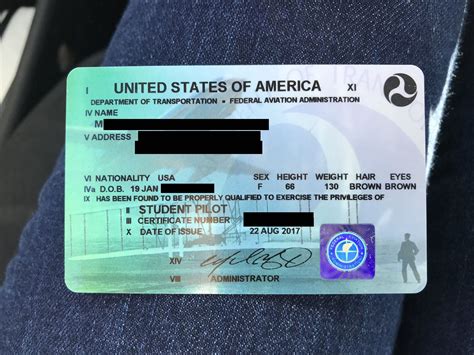 I UNITED STATES OF AMERICA XI
DEPARTMENT OF TRANSPORTATION • FEDERAL AVIATION ADMINISTRATION
IV NAME
M
V ADDRESS
VI NATIONALITY USA SEX HEIGHT WEIGHT HAIR EYES
IVa D.O.B. 19 JAN F 66 130 BROWN BROWN
IX HAS BEEN FOUND TO BE PROPERLY QUALIFIED TO EXERCISE THE PRIVILEGES OF
II STUDENT PILOT
III CERTIFICATE NUMBER
X DATE OF ISSUE 22 AUG 2017
XIV
VIII ADMINISTRATOR